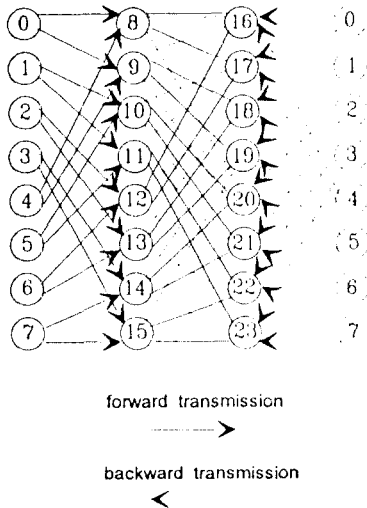 0 8 16 0
1 9 17 1
2 10 18 2
3 11 19 3
4 12 20 4
5 13 21 5
6 14 22 6
7 15 23 7
forward transmission
backward transmission